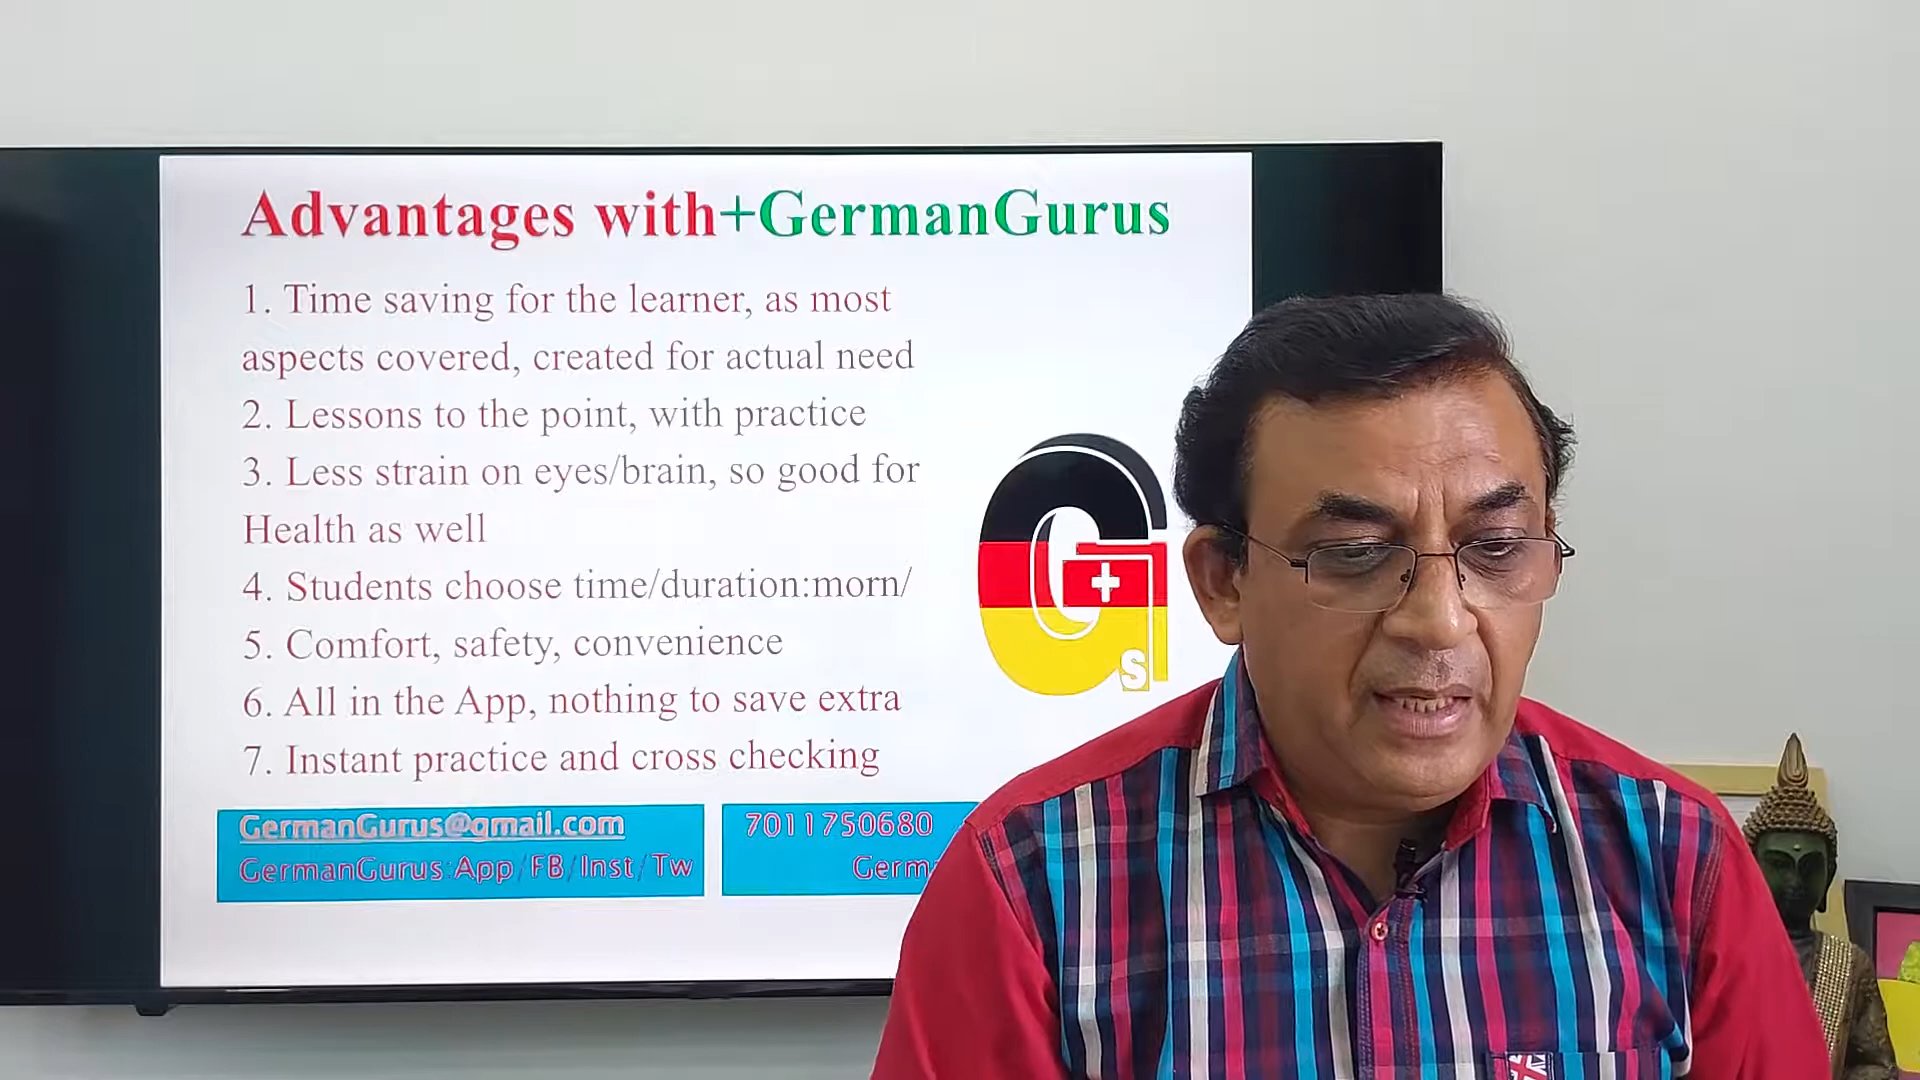 Advantages with+GermanGurus
1. Time saving for the learner, as most
aspects covered, created for actual need
2. Lessons to the point, with practice
3. Less strain on eyes/brain, so good for
Health as well
4. Students choose time/duration:morn/
5. Comfort, safety, convenience
6. All in the App, nothing to save extra
7. Instant practice and cross checking
G
s
GermanGurus@gmail.com
GermanGurus:App/FB/Inst/Tw
7011750680
Germ